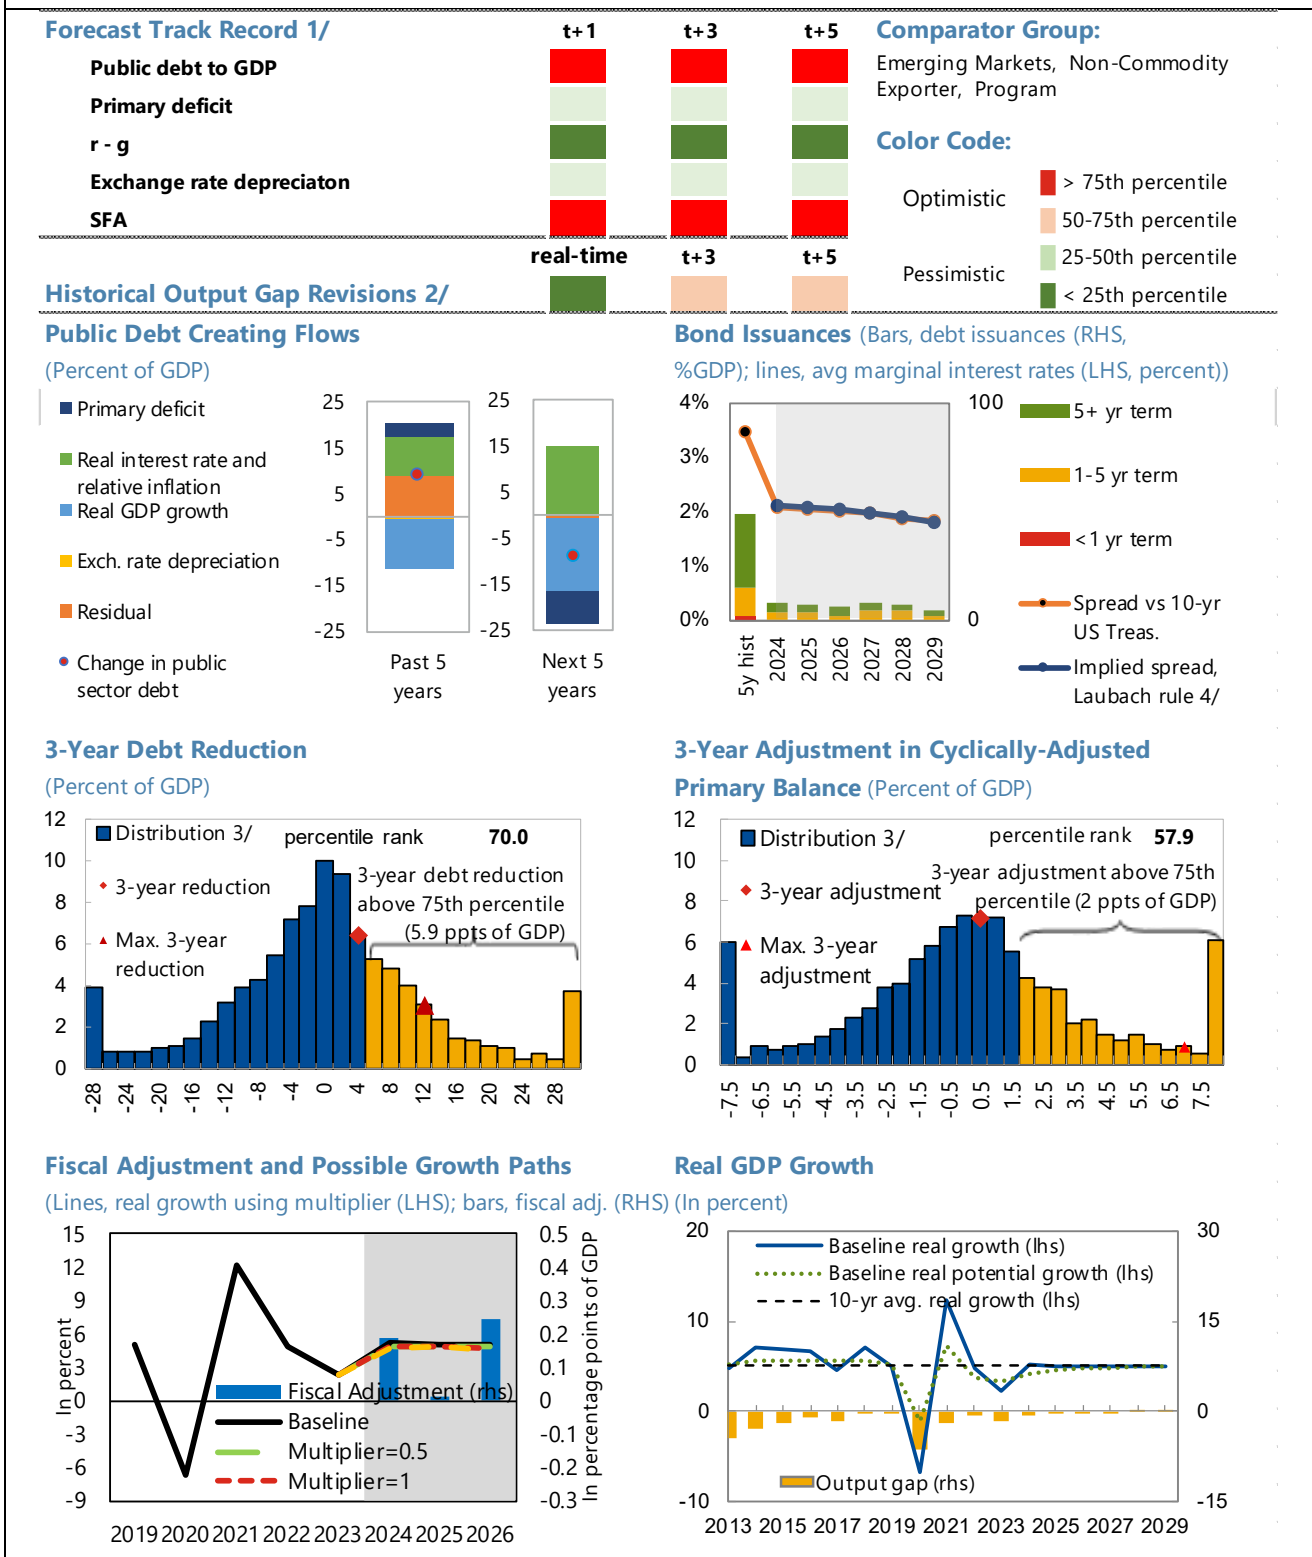 Forecast Track Record 1/ t+1 t+3 t+5 Comparator Group:
Public debt to GDP
Primary deficit
r - g
Exchange rate depreciaton
SFA
Emerging Markets, Non-Commodity
Exporter, Program
Color Code:
Optimistic
> 75th percentile
50-75th percentile
Pessimistic
25-50th percentile
< 25th percentile
real-time t+3 t+5
Historical Output Gap Revisions 2/
Public Debt Creating Flows
(Percent of GDP)
Primary deficit
Real interest rate and
relative inflation
Real GDP growth
Exch. rate depreciation
Residual
Change in public
sector debt
25
15
5
-5
-15
-25
Past 5
years
25
15
5
-5
-15
-25
Next 5
years
Bond Issuances (Bars, debt issuances (RHS,
%GDP); lines, avg marginal interest rates (LHS, percent))
4%
3%
2%
1%
0%
100
0
5y hist 2024 2025 2026 2027 2028 2029
5+ yr term
1-5 yr term
<1 yr term
Spread vs 10-yr
US Treas.
Implied spread,
Laubach rule 4/
3-Year Debt Reduction
(Percent of GDP)
12
10
8
6
4
2
0
Distribution 3/
3-year reduction
Max. 3-year
reduction
percentile rank 70.0
3-year debt reduction
above 75th percentile
(5.9 ppts of GDP)
-28 -24 -20 -16 -12 -8 -4 0 4 8 12 16 20 24 28
3-Year Adjustment in Cyclically-Adjusted
Primary Balance (Percent of GDP)
12
10
8
6
4
2
0
Distribution 3/
3-year adjustment
Max. 3-year
adjustment
percentile rank 57.9
3-year adjustment above 75th
percentile (2 ppts of GDP)
-7.5 -6.5 -5.5 -4.5 -3.5 -2.5 -1.5 -0.5 0.5 1.5 2.5 3.5 4.5 5.5 6.5 7.5
Fiscal Adjustment and Possible Growth Paths
(Lines, real growth using multiplier (LHS); bars, fiscal adj. (RHS)
In percent
15
12
9
6
3
0
-3
-6
-9
0.5
0.4
0.3
0.2
0.1
0
-0.1
-0.2
-0.3
In percentage points of GDP
Fiscal Adjustment (rhs)
Baseline
Multiplier=0.5
Multiplier=1
2019 2020 2021 2022 2023 2024 2025 2026
Real GDP Growth
(In percent)
20
10
0
-10
30
15
0
-15
Baseline real growth (lhs)
Baseline real potential growth (lhs)
10-yr avg. real growth (lhs)
Output gap (rhs)
2013 2015 2017 2019 2021 2023 2025 2027 2029